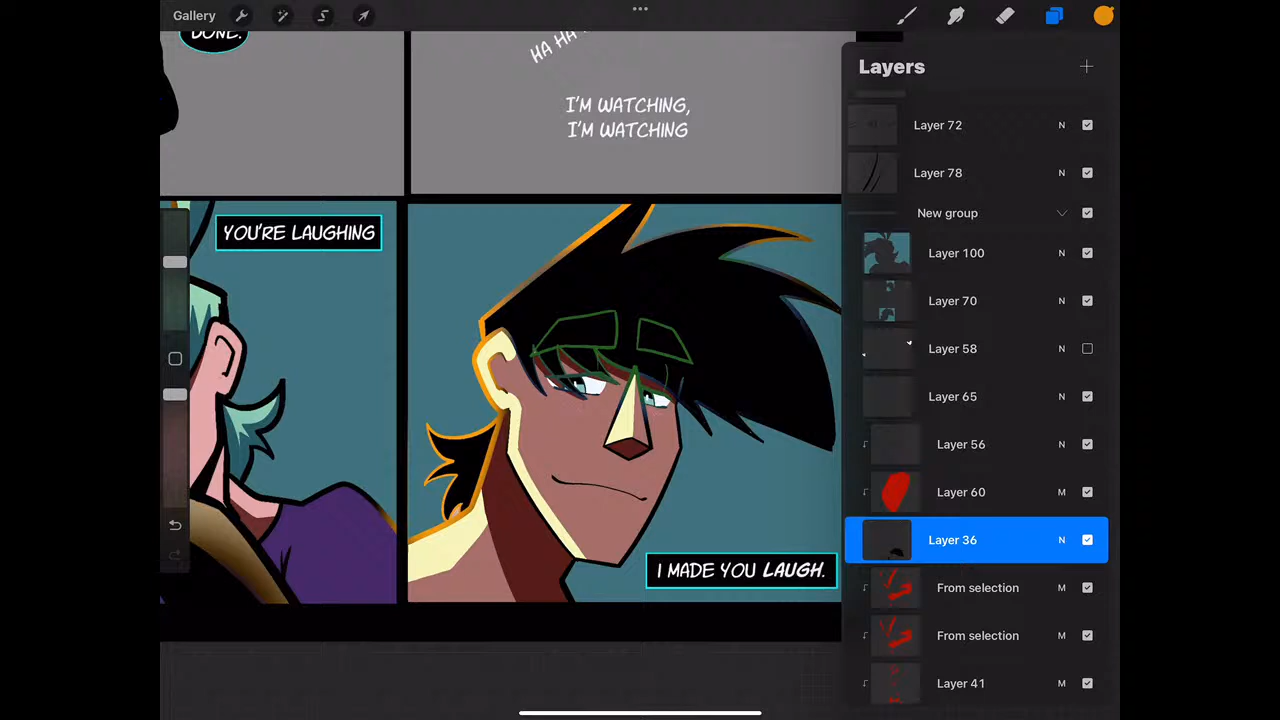 Gallery
DONE.
HA HA
I'M WATCHING,
I'M WATCHING
YOU'RE LAUGHING
I MADE YOU LAUGH.
Layers
Layer 72 N
Layer 78 N
New group
Layer 100 N
Layer 70 N
Layer 58 N
Layer 65 N
Layer 56 N
Layer 60 M
Layer 36 N
From selection M
From selection M
Layer 41 M